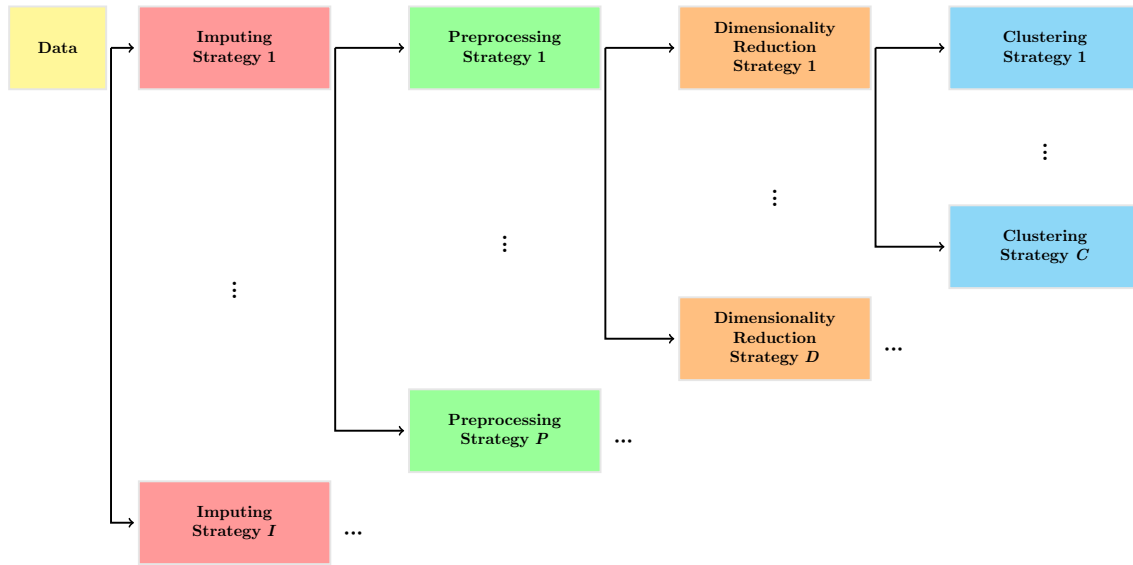 Data
Imputing
Strategy 1
Preprocessing
Strategy 1
Dimensionality
Reduction
Strategy 1
Clustering
Strategy 1
⋮
⋮
⋮
⋮
Clustering
Strategy C
Dimensionality
Reduction
Strategy D
...
Preprocessing
Strategy P
...
Imputing
Strategy I
...